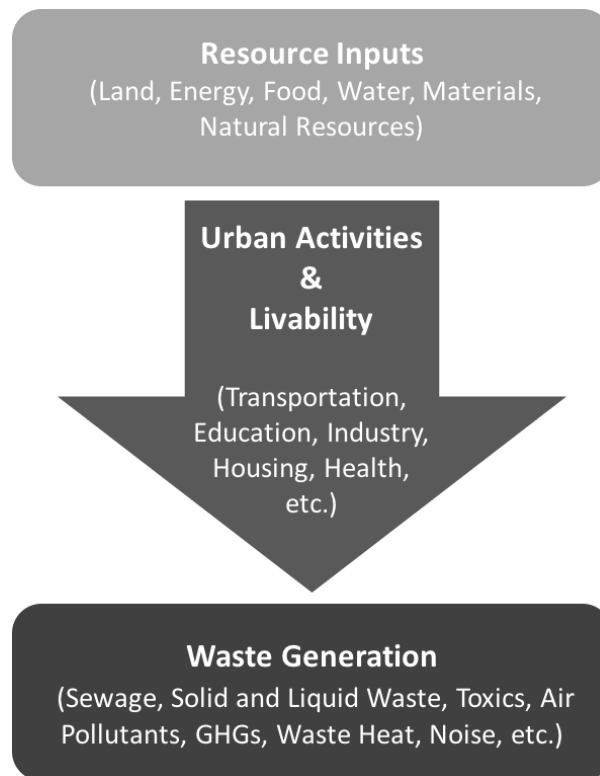 Resource Inputs
(Land, Energy, Food, Water, Materials,
Natural Resources)
Urban Activities
&
Livability
(Transportation,
Education, Industry,
Housing, Health,
etc.)
Waste Generation
(Sewage, Solid and Liquid Waste, Toxics, Air
Pollutants, GHGs, Waste Heat, Noise, etc.)